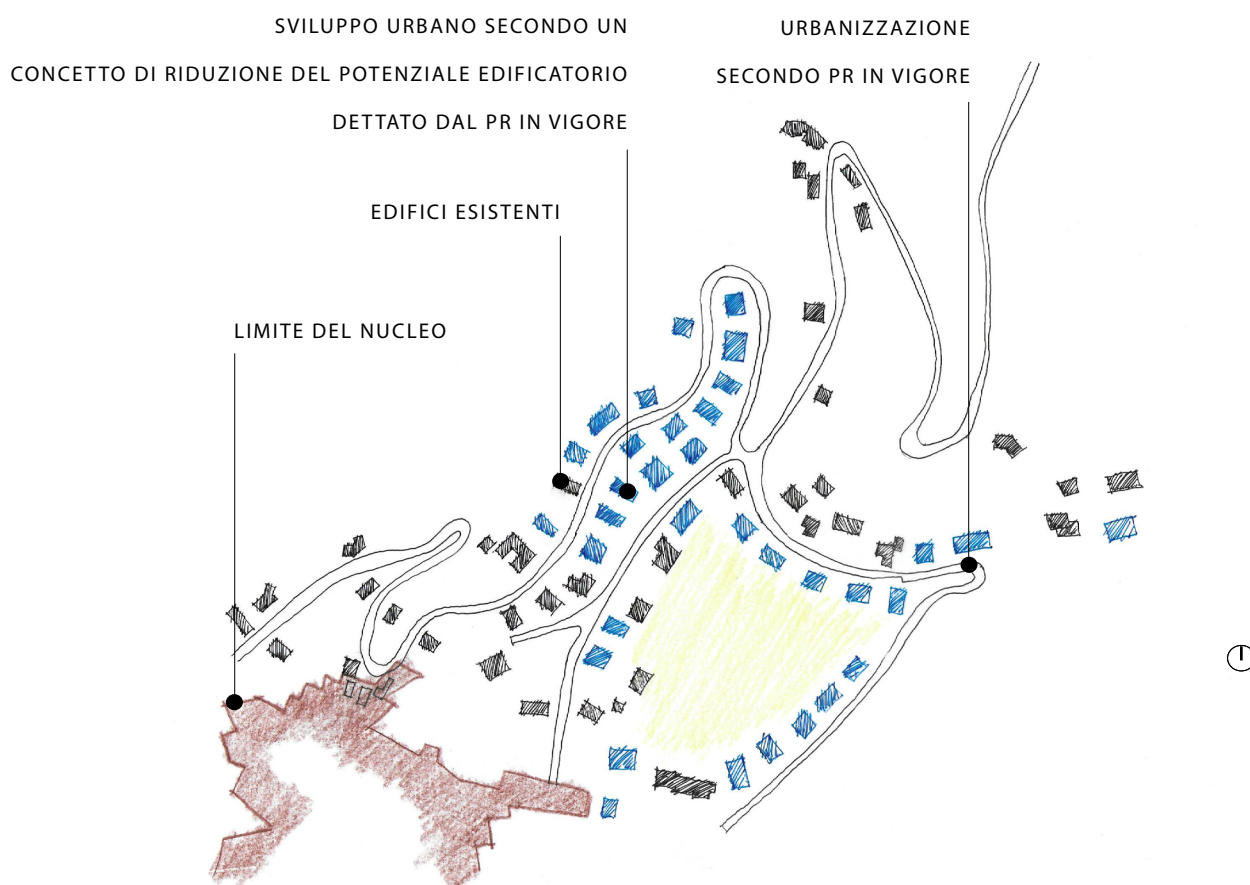 SVILUPPO URBANO SECONDO UN
CONCETTO DI RIDUZIONE DEL POTENZIALE EDIFICATORIO
DETTATO DAL PR IN VIGORE
URBANIZZAZIONE
SECONDO PR IN VIGORE
EDIFICI ESISTENTI
LIMITE DEL NUCLEO